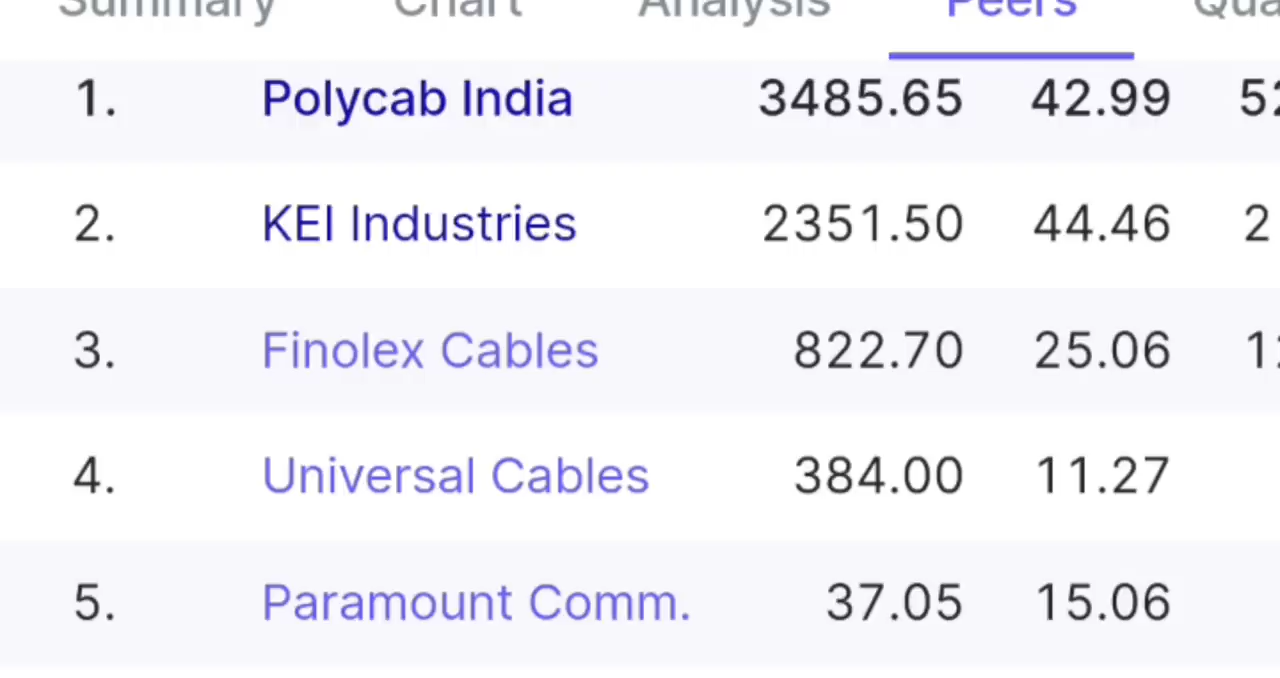 Summary Chart Analysis Peers
1. Polycab India 3485.65 42.99
2. KEI Industries 2351.50 44.46 2
3. Finolex Cables 822.70 25.06
4. Universal Cables 384.00 11.27
5. Paramount Comm. 37.05 15.06